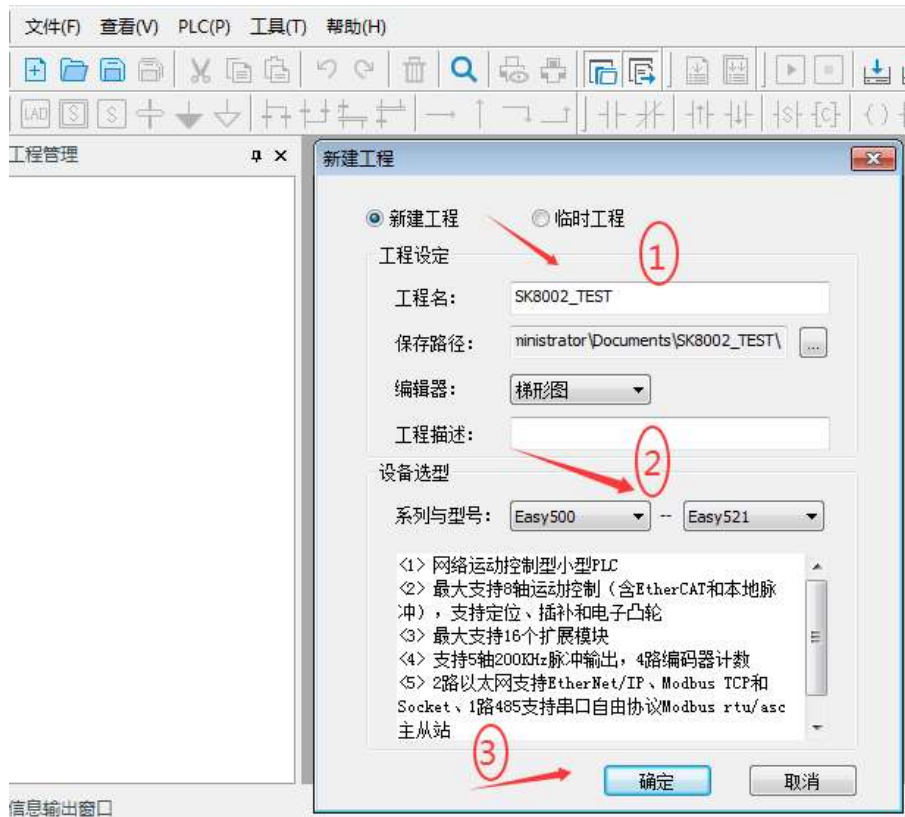 文件(F) 查看(V) PLC(P) 工具(T) 帮助(H)
LAD S S S C
工程管理
新建工程
新建工程 临时工程
①
工程设定
工程名: SK8002_TEST
保存路径: ministrator\Documents\SK8002_TEST\ ...
编辑器: 梯形图
工程描述:
②
设备选型
系列与型号: Easy500 -- Easy521
<1> 网络运动控制型小型PLC
<2> 最大支持8轴运动控制（含EtherCAT和本地脉
冲），支持定位、插补和电子凸轮
<3> 最大支持16个扩展模块
<4> 支持5轴200KHz脉冲输出，4路编码器计数
<5> 2路以太网支持EtherNet/IP、Modbus TCP和
Socket、1路485支持串口自由协议Modbus rtu/asc
主从站
③
确定 取消
信息输出窗口